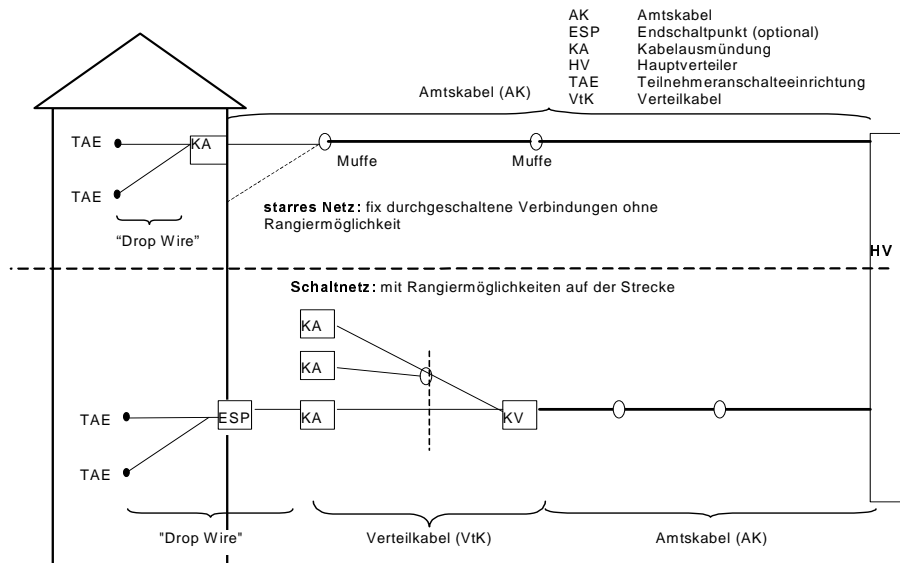 AK Amtskabel
ESP Endschaltpunkt (optional)
KA Kabelausmündung
HV Hauptverteiler
TAE Teilnehmeranschalteeinrichtung
VtK Verteilkabel
Amtskabel (AK)
TAE
KA
Muffe
Muffe
TAE
starres Netz: fix durchgeschaltene Verbindungen ohne
Rangiermöglichkeit
“Drop Wire”
HV
Schaltnetz: mit Rangiermöglichkeiten auf der Strecke
KA
KA
TAE
ESP
KA
KV
TAE
"Drop Wire"
Verteilkabel (VtK)
Amtskabel (AK)